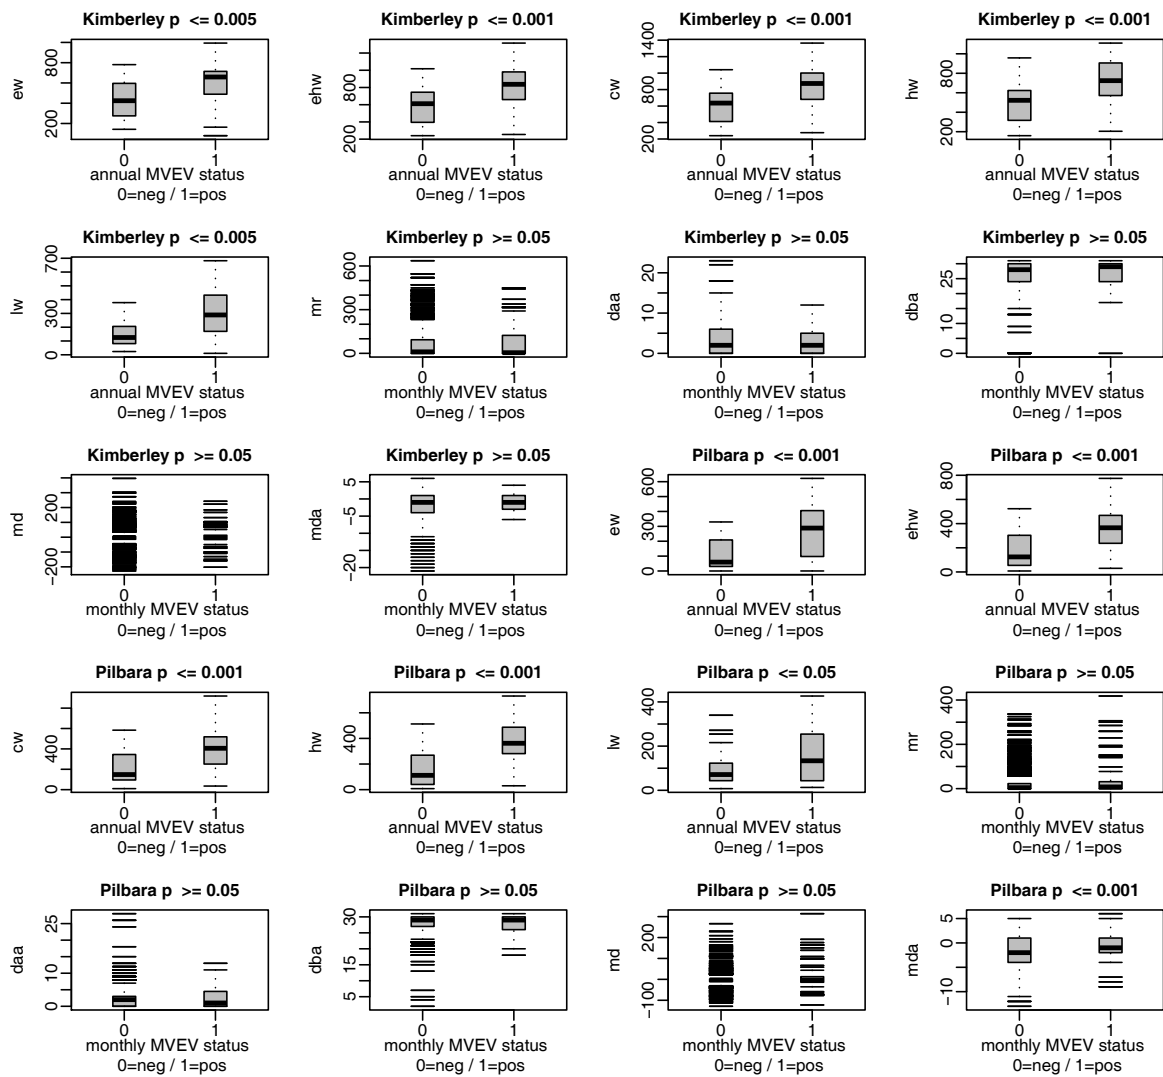 Kimberley p <= 0.005
ew
800
200
0
1
annual MVEV status
0=neg / 1=pos
Kimberley p <= 0.001
ehw
800
200
0
1
annual MVEV status
0=neg / 1=pos
Kimberley p <= 0.001
cw
1400
800
200
0
1
annual MVEV status
0=neg / 1=pos
Kimberley p <= 0.001
hw
800
200
0
1
annual MVEV status
0=neg / 1=pos
Kimberley p <= 0.005
lw
700
300
0
0
1
annual MVEV status
0=neg / 1=pos
Kimberley p >= 0.05
mr
600
300
0
0
1
monthly MVEV status
0=neg / 1=pos
Kimberley p >= 0.05
daa
20
10
0
0
1
monthly MVEV status
0=neg / 1=pos
Kimberley p >= 0.05
dba
25
10
0
0
1
monthly MVEV status
0=neg / 1=pos
Kimberley p >= 0.05
md
200
−200
0
1
monthly MVEV status
0=neg / 1=pos
Kimberley p >= 0.05
mda
5
−5
−20
0
1
monthly MVEV status
0=neg / 1=pos
Pilbara p <= 0.001
ew
600
300
0
0
1
annual MVEV status
0=neg / 1=pos
Pilbara p <= 0.001
ehw
800
400
0
0
1
annual MVEV status
0=neg / 1=pos
Pilbara p <= 0.001
cw
400
0
0
1
annual MVEV status
0=neg / 1=pos
Pilbara p <= 0.001
hw
400
0
0
1
annual MVEV status
0=neg / 1=pos
Pilbara p <= 0.05
lw
400
200
0
0
1
annual MVEV status
0=neg / 1=pos
Pilbara p >= 0.05
mr
400
200
0
0
1
monthly MVEV status
0=neg / 1=pos
Pilbara p >= 0.05
daa
25
10
0
0
1
monthly MVEV status
0=neg / 1=pos
Pilbara p >= 0.05
dba
30
15
5
0
1
monthly MVEV status
0=neg / 1=pos
Pilbara p >= 0.05
md
200
−100
0
1
monthly MVEV status
0=neg / 1=pos
Pilbara p <= 0.001
mda
5
0
−10
0
1
monthly MVEV status
0=neg / 1=pos